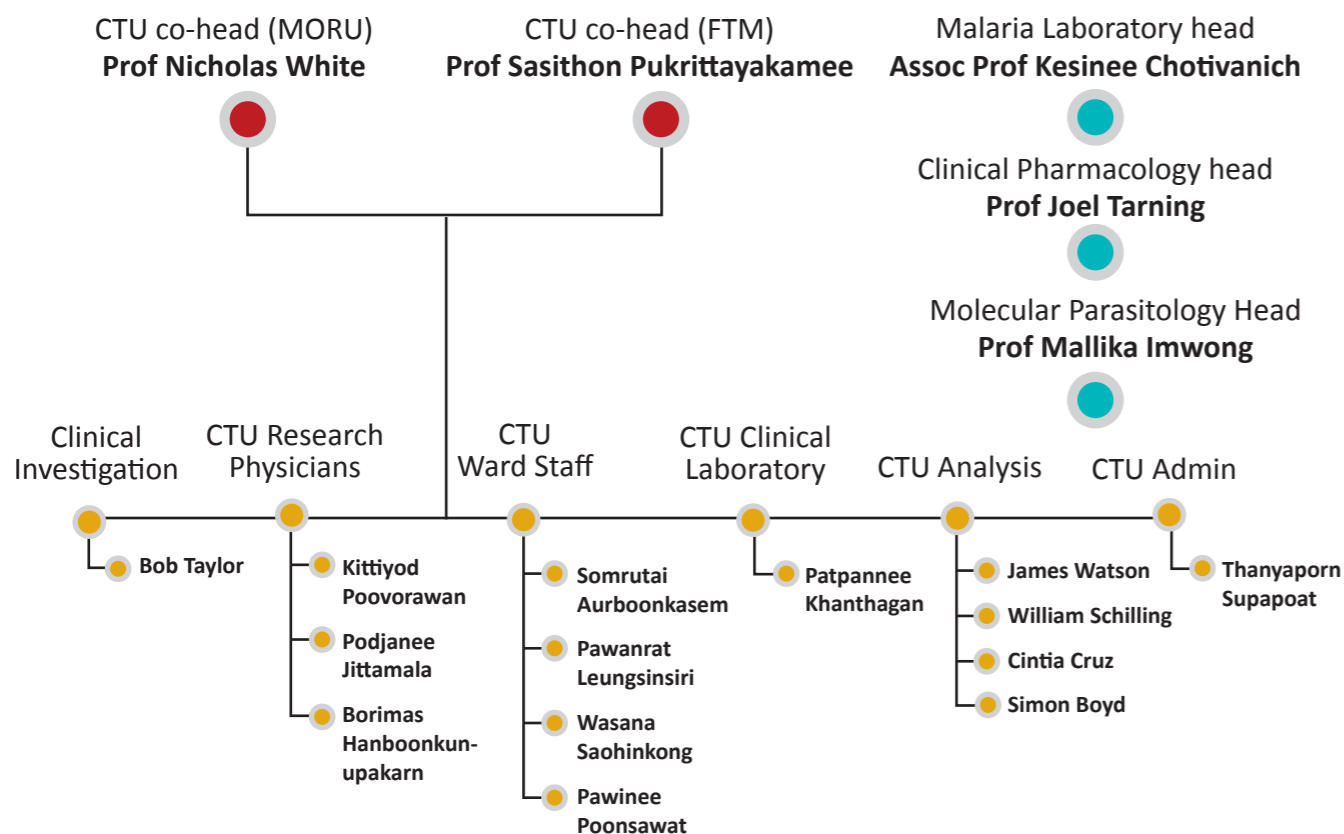 CTU co-head (MORU)
Prof Nicholas White
CTU co-head (FTM)
Prof Sasithon Pukrittayakamee
Malaria Laboratory head
Assoc Prof Kesinee Chotivanich
Clinical Pharmacology head
Prof Joel Tarning
Molecular Parasitology Head
Prof Mallika Imwong
Clinical
Investigation
Bob Taylor
CTU Research
Physicians
Kittiyod
Poovorawan
Podjanee
Jittamala
Borimas
Hanboonkun-
upakarn
CTU
Ward Staff
Somrutai
Aurboonkasem
Pawanrat
Leungsinsiri
Wasana
Saohinkong
Pawinee
Poonsawat
CTU Clinical
Laboratory
Patpannee
Khanthagan
CTU Analysis
James Watson
William Schilling
Cintia Cruz
Simon Boyd
CTU Admin
Thanyaporn
Supapoat